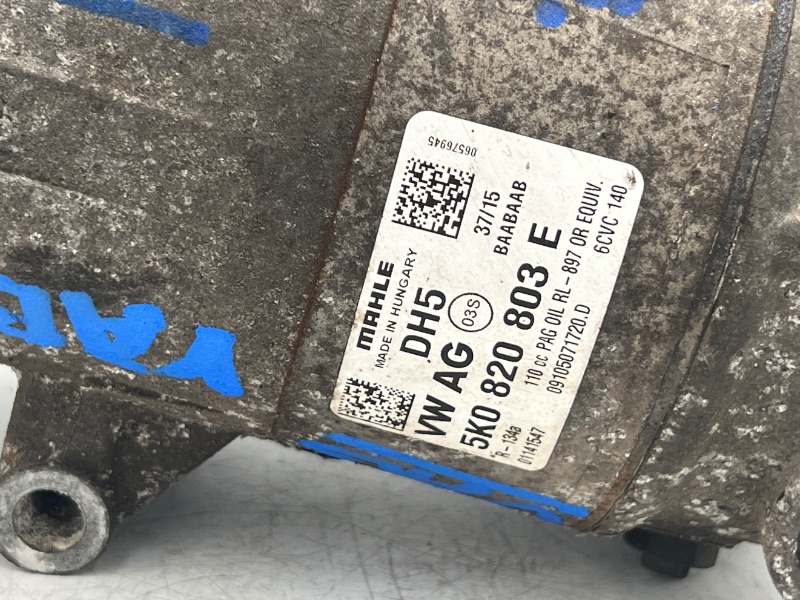 06576945
37/15
BAABAAB
MAHLE
MADE IN HUNGARY
DH5
03S
VW AG
5K0 820 803 E
R-134a
110 cc PAG OIL RL-897 OR EQUIV.
01141547
09105071720.D
6CVC 140